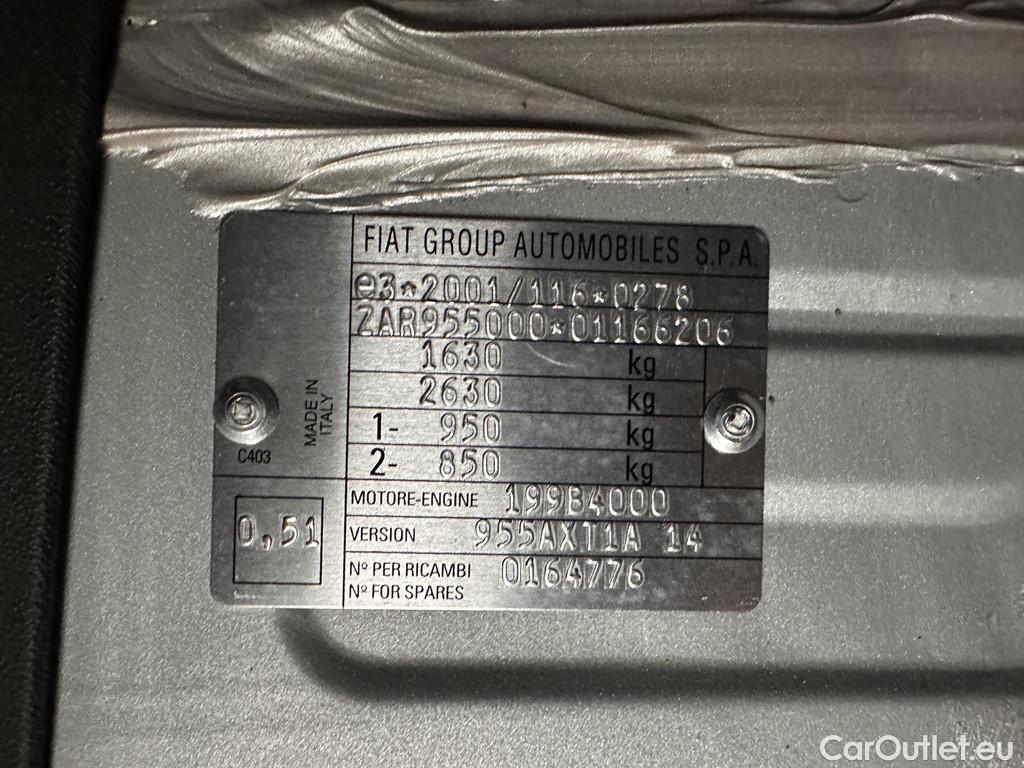 FIAT GROUP AUTOMOBILES S.P.A.
e3*2001/116*0278
ZAR955000*01166206
1630 kg
2630 kg
1- 950 kg
2- 850 kg
MADE IN
ITALY
C403
MOTORE-ENGINE 199B4000
0,51
VERSION 955AXT1A 14
Nº PER RICAMBI 0164776
Nº FOR SPARES
CarOutlet.eu